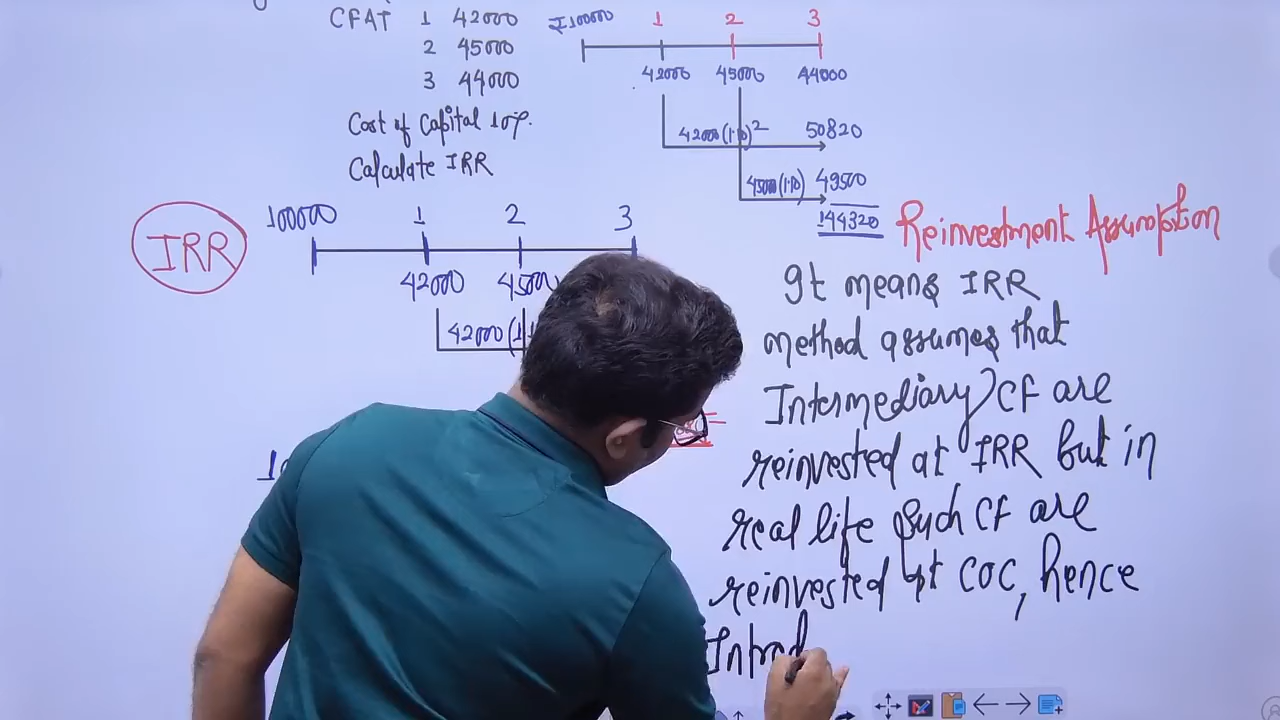 CFAT 1 42000
2 45000
3 44000
Cost of Capital 10%.
Calculate IRR
₹100000 1 2 3
42000 45000 44000
42000(1.10)² 50820
45000(1.10) 49500
144320
IRR
100000 1 2 3
42000 45000
42000(1
Reinvestment Assumption
It means IRR
method assumes that
Intermediary CF are
reinvested at IRR but in
real life such CF are
reinvested at COC, hence
Introd